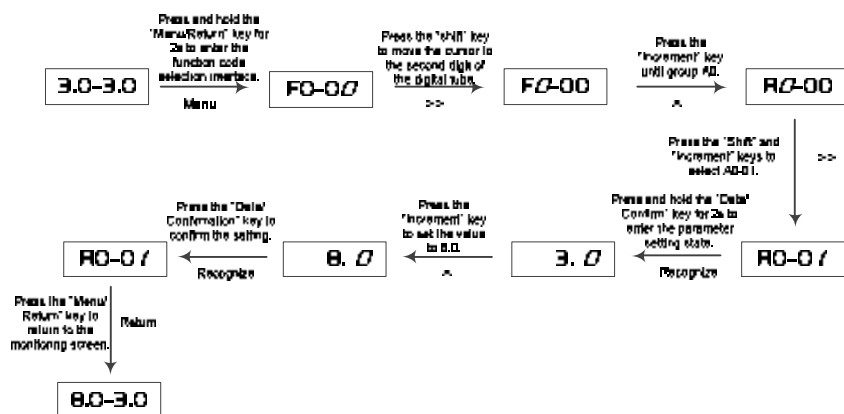 Press and hold the
"Menu/Return" key for
2s to enter the
function code
selection interface.
3.0-3.0
Menu
F0-00
Press the "shift" key
to move the cursor to
the second digit of
the digital tube.
>>
F0-00
Press the
"Increment" key
until group A0.
^
A0-00
Press the "Shift" and
"Increment" keys to
select A0-01.
>>
A0-01
Press and hold the "Data/
Confirm" key for 2s to
enter the parameter
setting state.
Recognize
3. 0
Press the
"Increment" key
to set the value
to 8.0.
^
8. 0
Press the "Data/
Confirmation" key to
confirm the setting.
Recognize
A0-01
Press the "Menu/
Return" key to
return to the
monitoring screen.
Return
8.0-3.0